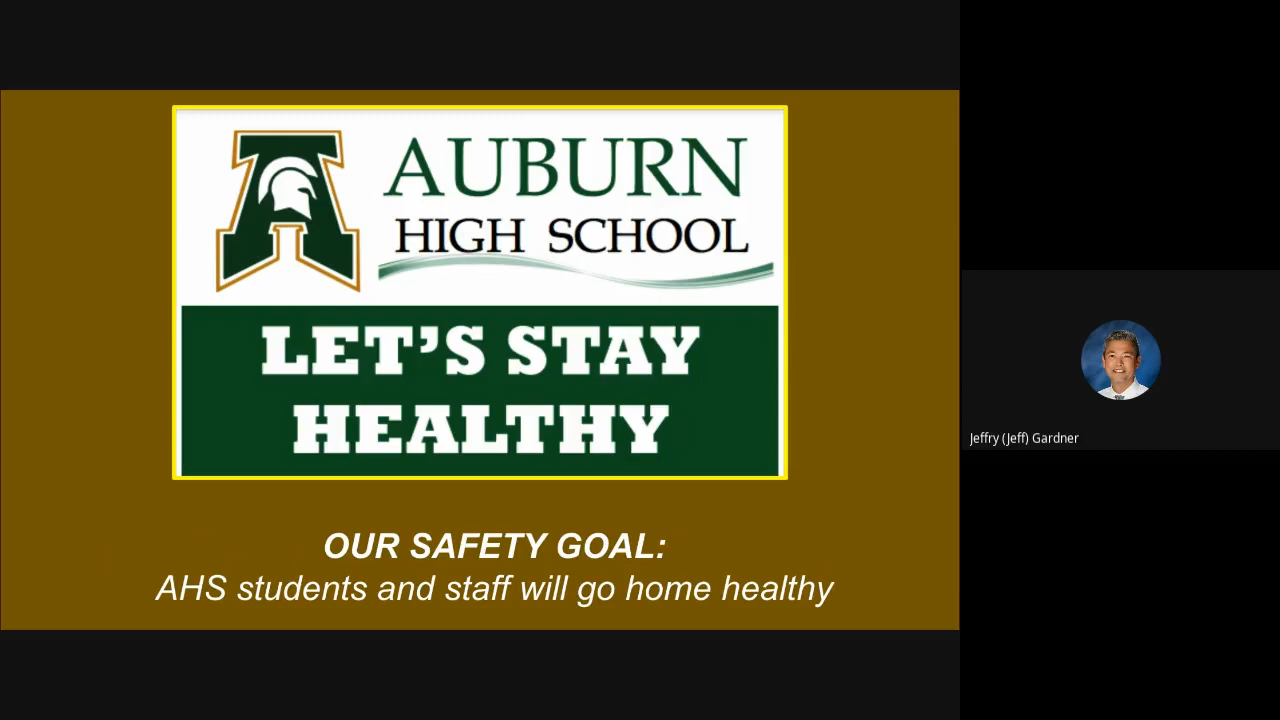 AUBURN
HIGH SCHOOL
LET'S STAY
HEALTHY
OUR SAFETY GOAL:
AHS students and staff will go home healthy
Jeffry (Jeff) Gardner